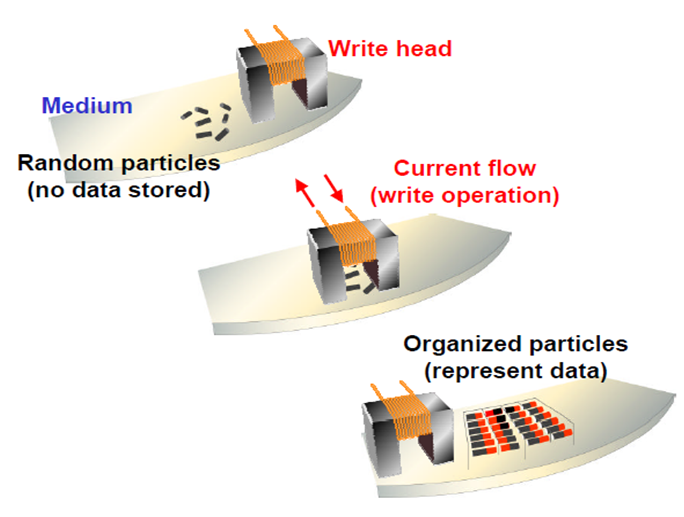 Write head
Medium
Random particles
(no data stored)
Current flow
(write operation)
Organized particles
(represent data)